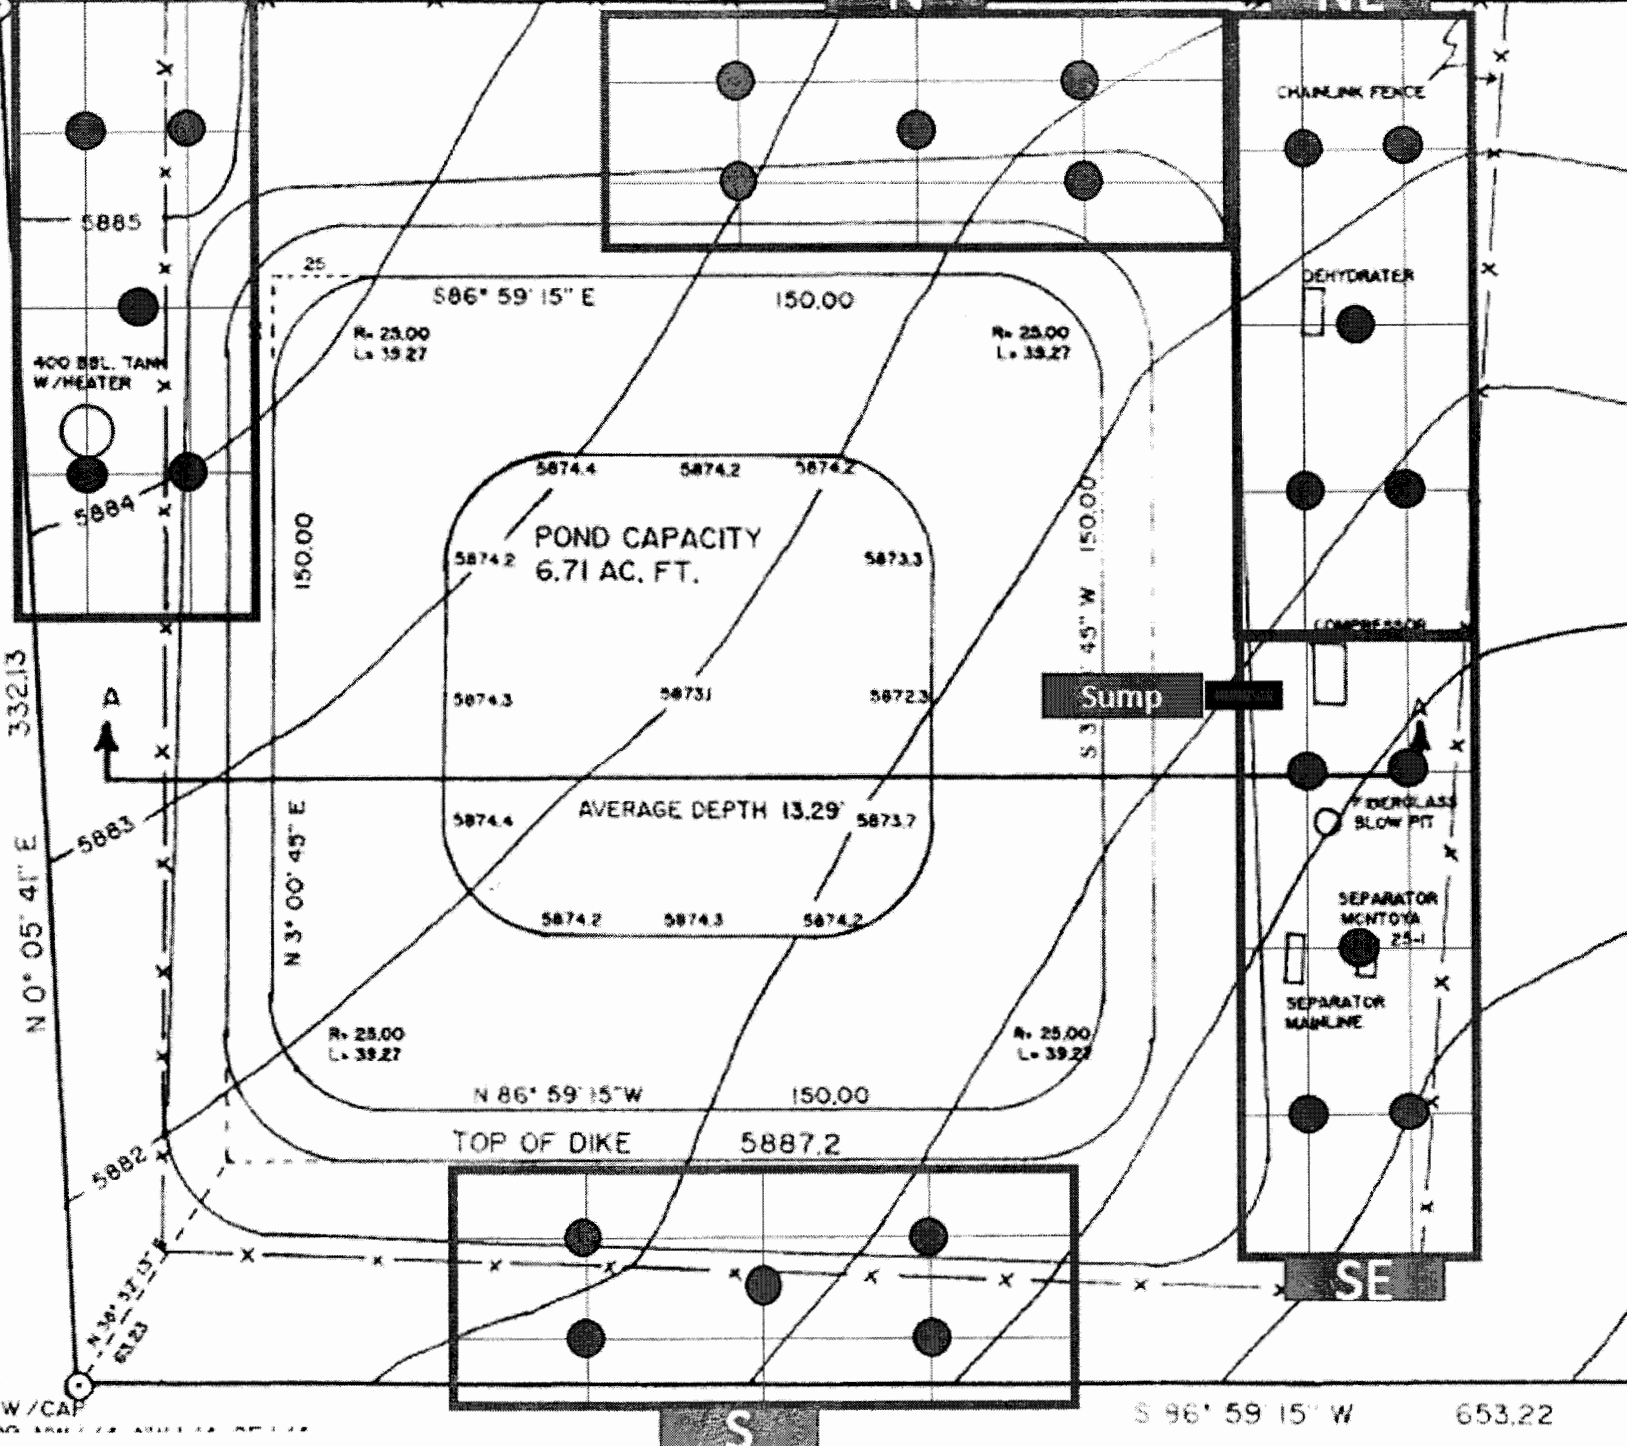 CHAINLINK FENCE
5885
25
S86° 59' 15" E 150.00
DEHYDRATER
R= 25.00
L= 39.27
R= 25.00
L= 39.27
400 BBL. TANK
W/HEATER
5874.4 5874.2 5874.2
5884
150.00
150.00
POND CAPACITY
6.71 AC. FT.
5874.2
5873.3
COMPRESSOR
332.13
A
5874.3
5873.1
5872.3
Sump
A
45" W
S 3
FIBERGLASS
BLOW PIT
5883
N 0° 05' 41" E
N 3° 00' 45" E
5874.4
AVERAGE DEPTH 13.29'
5873.7
5874.2 5874.3 5874.2
SEPARATOR
MONTOYA
25-1
SEPARATOR
MAINLINE
R= 25.00
L= 39.27
R= 25.00
L= 39.27
N 86° 59' 15" W 150.00
TOP OF DIKE 5887.2
5882
63.23
SE
W/CAP
S
S 86° 59' 15" W 653.22